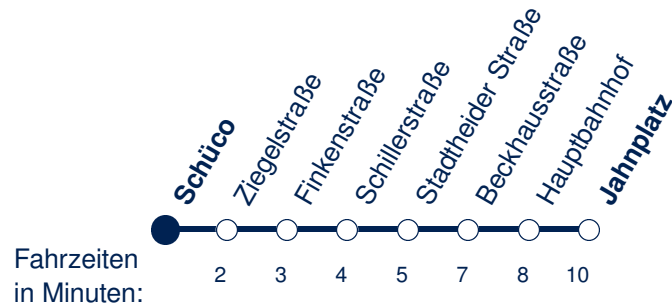 Schüco
Ziegelstraße
Finkenstraße
Schillerstraße
Stadtheider Straße
Beckhausstraße
Hauptbahnhof
Jahnplatz
Fahrzeiten
in Minuten:
2 3 4 5 7 8 10